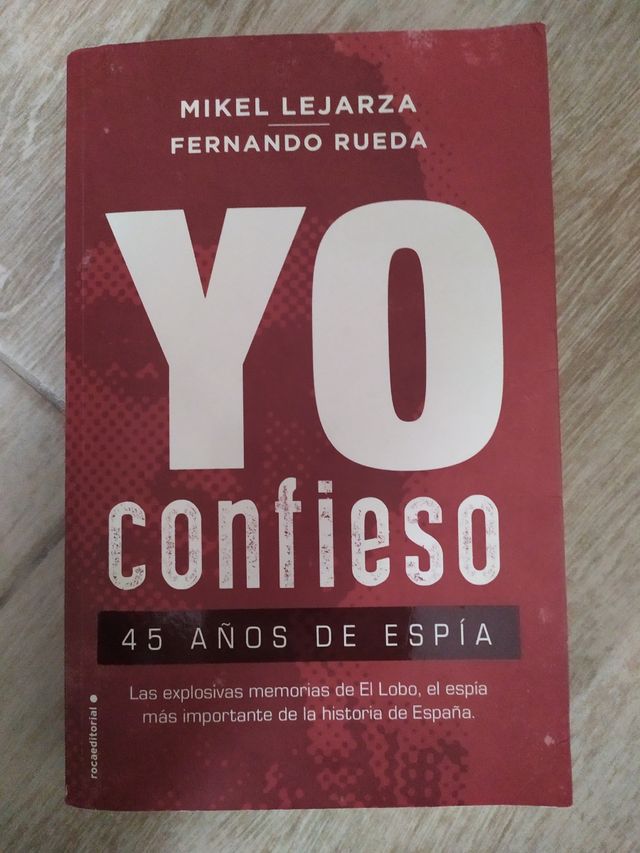 MIKEL LEJARZA
FERNANDO RUEDA
YO
confieso
45 AÑOS DE ESPÍA
Las explosivas memorias de El Lobo, el espía
más importante de la historia de España.
rocaeditorial